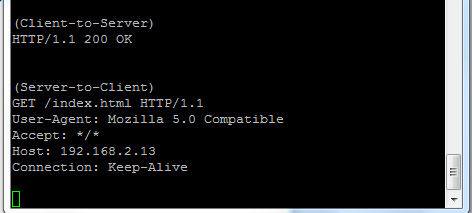 (Client-to-Server)
HTTP/1.1 200 OK
(Server-to-Client)
GET /index.html HTTP/1.1
User-Agent: Mozilla 5.0 Compatible
Accept: */*
Host: 192.168.2.13
Connection: Keep-Alive